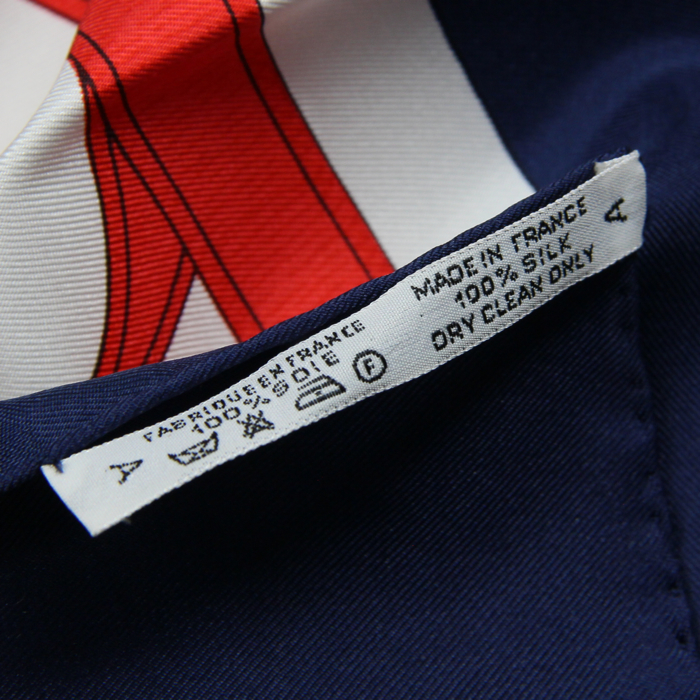 A
FABRIQUE EN FRANCE
100% SOIE
F
MADE IN FRANCE
100% SILK
DRY CLEAN ONLY
A